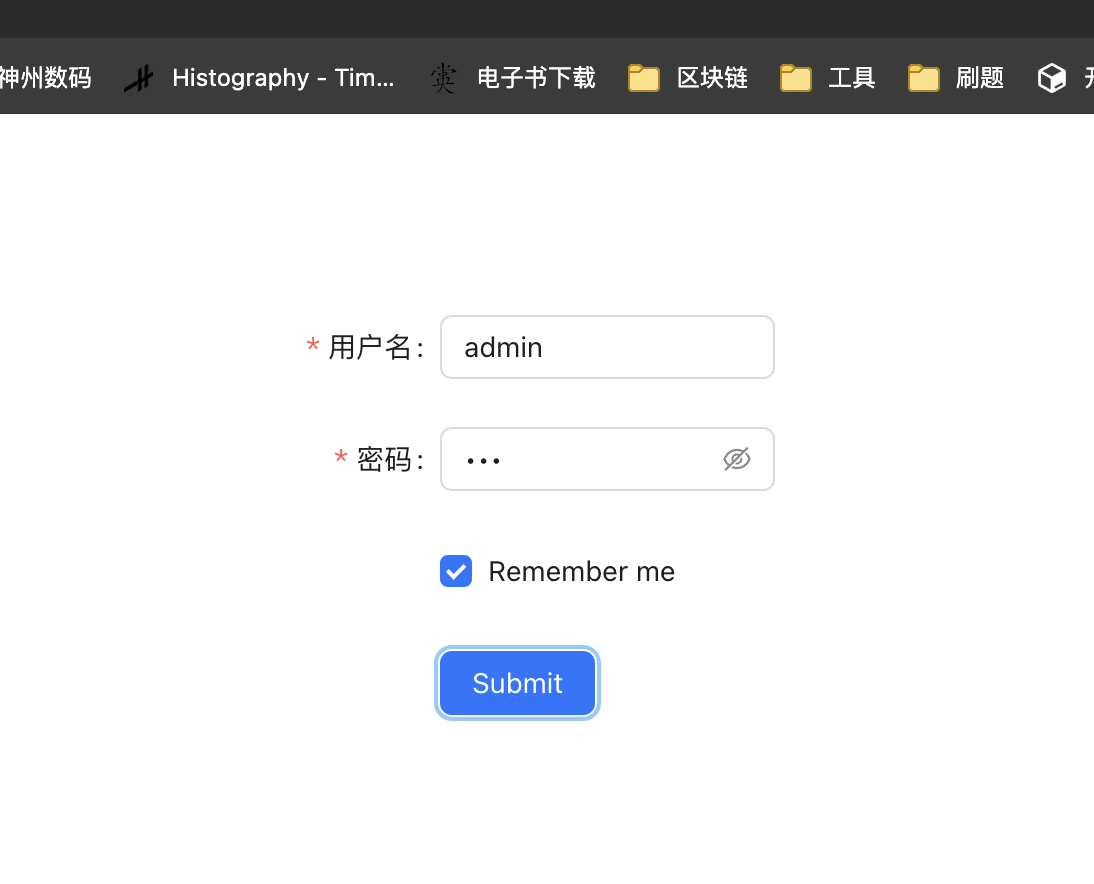 神州数码 Histography - Tim... 电子书下载 区块链 工具 刷题
* 用户名:
admin
* 密码:
•••
Remember me
Submit